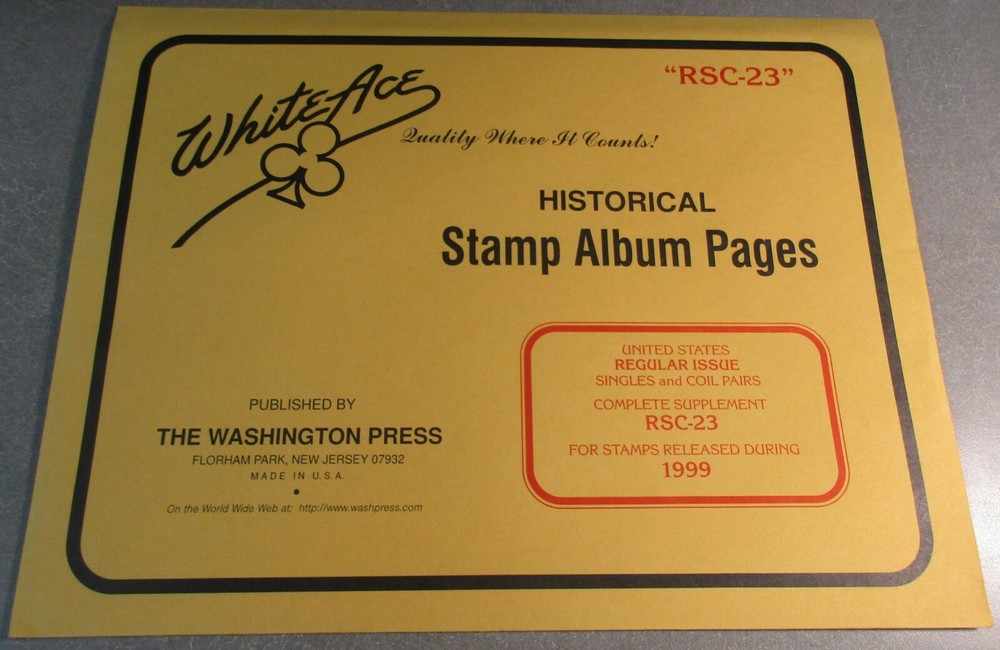 "RSC-23"
White Ace
Quality Where It Counts!
HISTORICAL
Stamp Album Pages
UNITED STATES
REGULAR ISSUE
SINGLES and COIL PAIRS
COMPLETE SUPPLEMENT
RSC-23
FOR STAMPS RELEASED DURING
1999
PUBLISHED BY
THE WASHINGTON PRESS
FLORHAM PARK, NEW JERSEY 07932
MADE IN U.S.A.
On the World Wide Web at: http://www.washpress.com